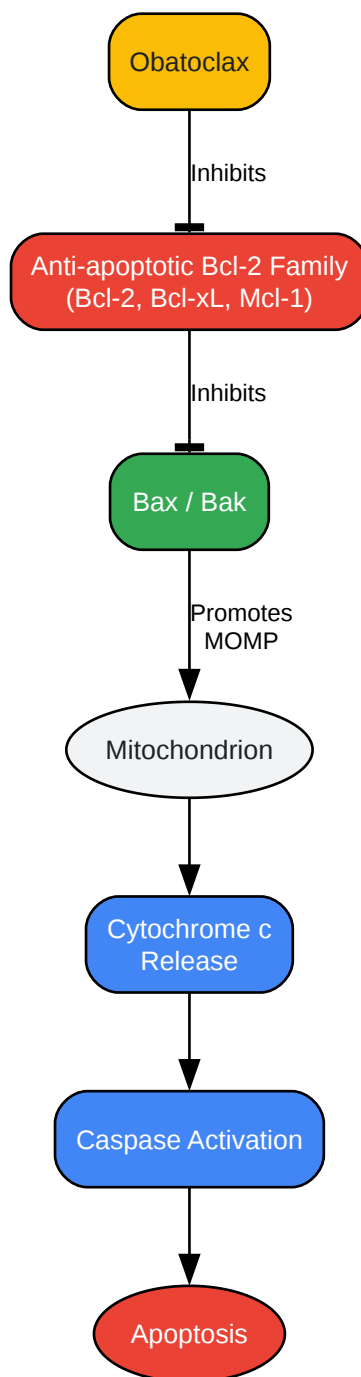 Obatoclax
Inhibits
Anti-apoptotic Bcl-2 Family
(Bcl-2, Bcl-xL, Mcl-1)
Inhibits
Bax / Bak
Promotes
MOMP
Mitochondrion
Cytochrome c
Release
Caspase Activation
Apoptosis